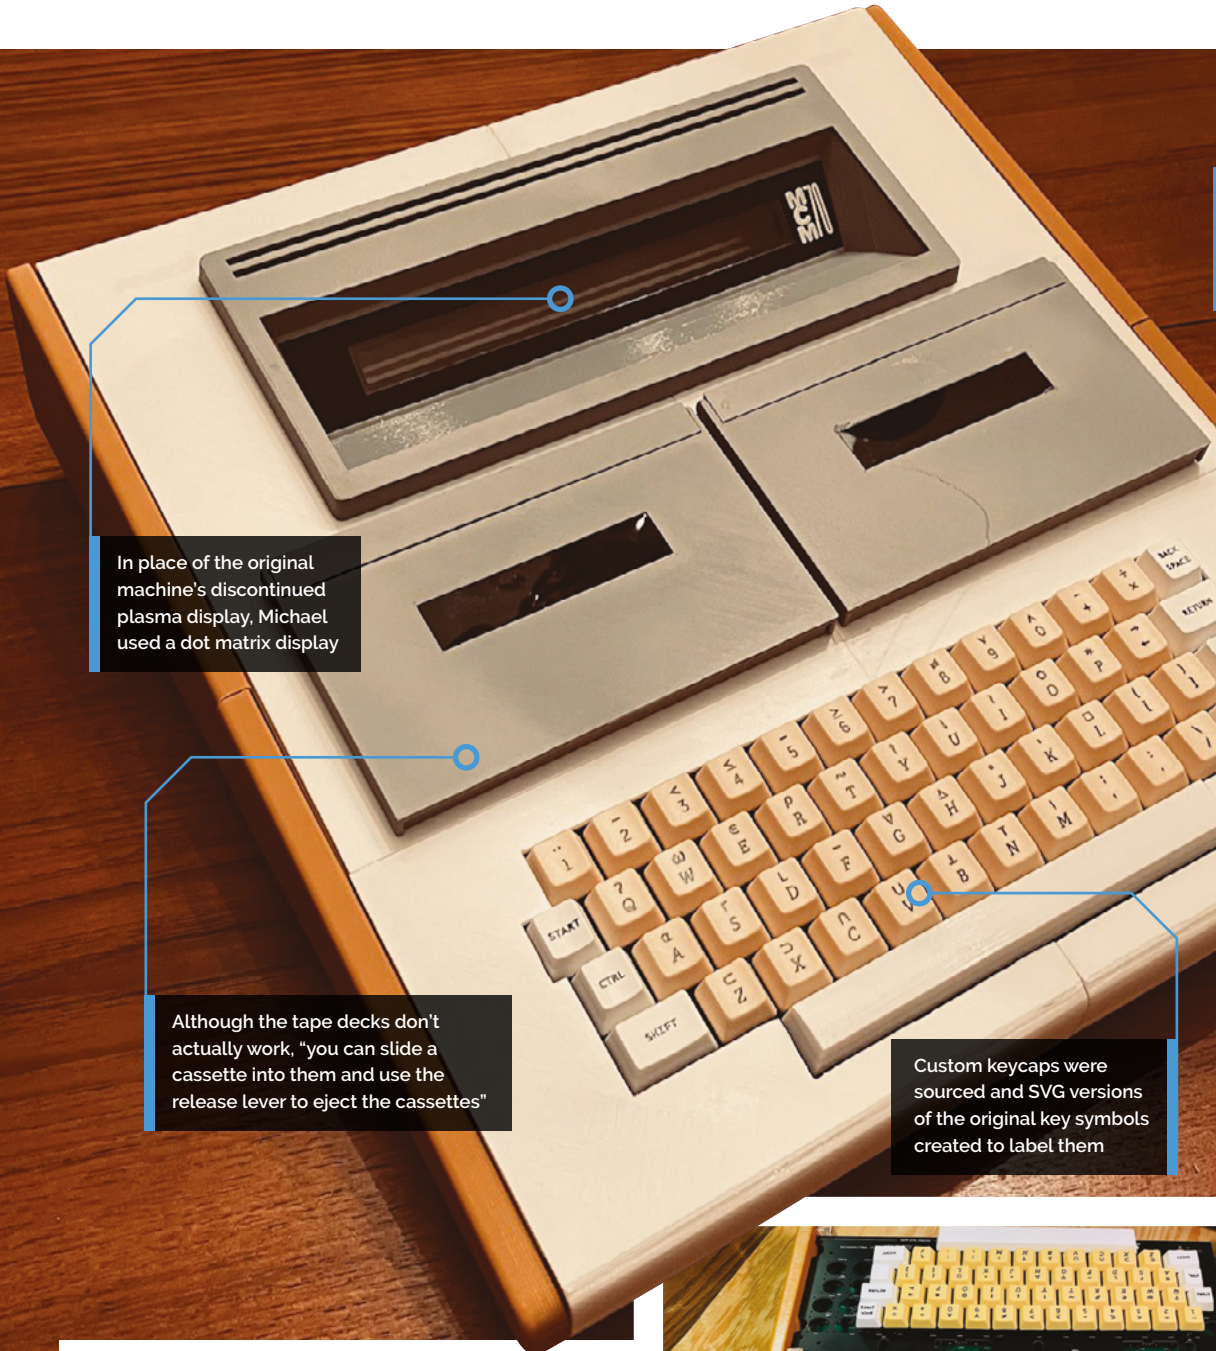 MCM/70
In place of the original
machine's discontinued
plasma display, Michael
used a dot matrix display
Although the tape decks don't
actually work, "you can slide a
cassette into them and use the
release lever to eject the cassettes"
Custom keycaps were
sourced and SVG versions
of the original key symbols
created to label them
BACK
SPACE
RETURN
¨ 1 ¯ 2 < 3 ≤ 4 = 5 ≥ 6 > 7 ≠ 8 ∨ 9 ∧ 0 - + ÷ ×
START
? Q ω W ∈ E ρ R ~ T ↑ Y ↓ U ⍳ I ○ O * P → ←
CTRL
⍺ A ⌈ S ⌊ D _ F ∇ G ∆ H ∘ J ' K ⎕ L
SHIFT
⊂ Z ⊃ X ∩ C ∪ V ⊥ B ⊤ N | M